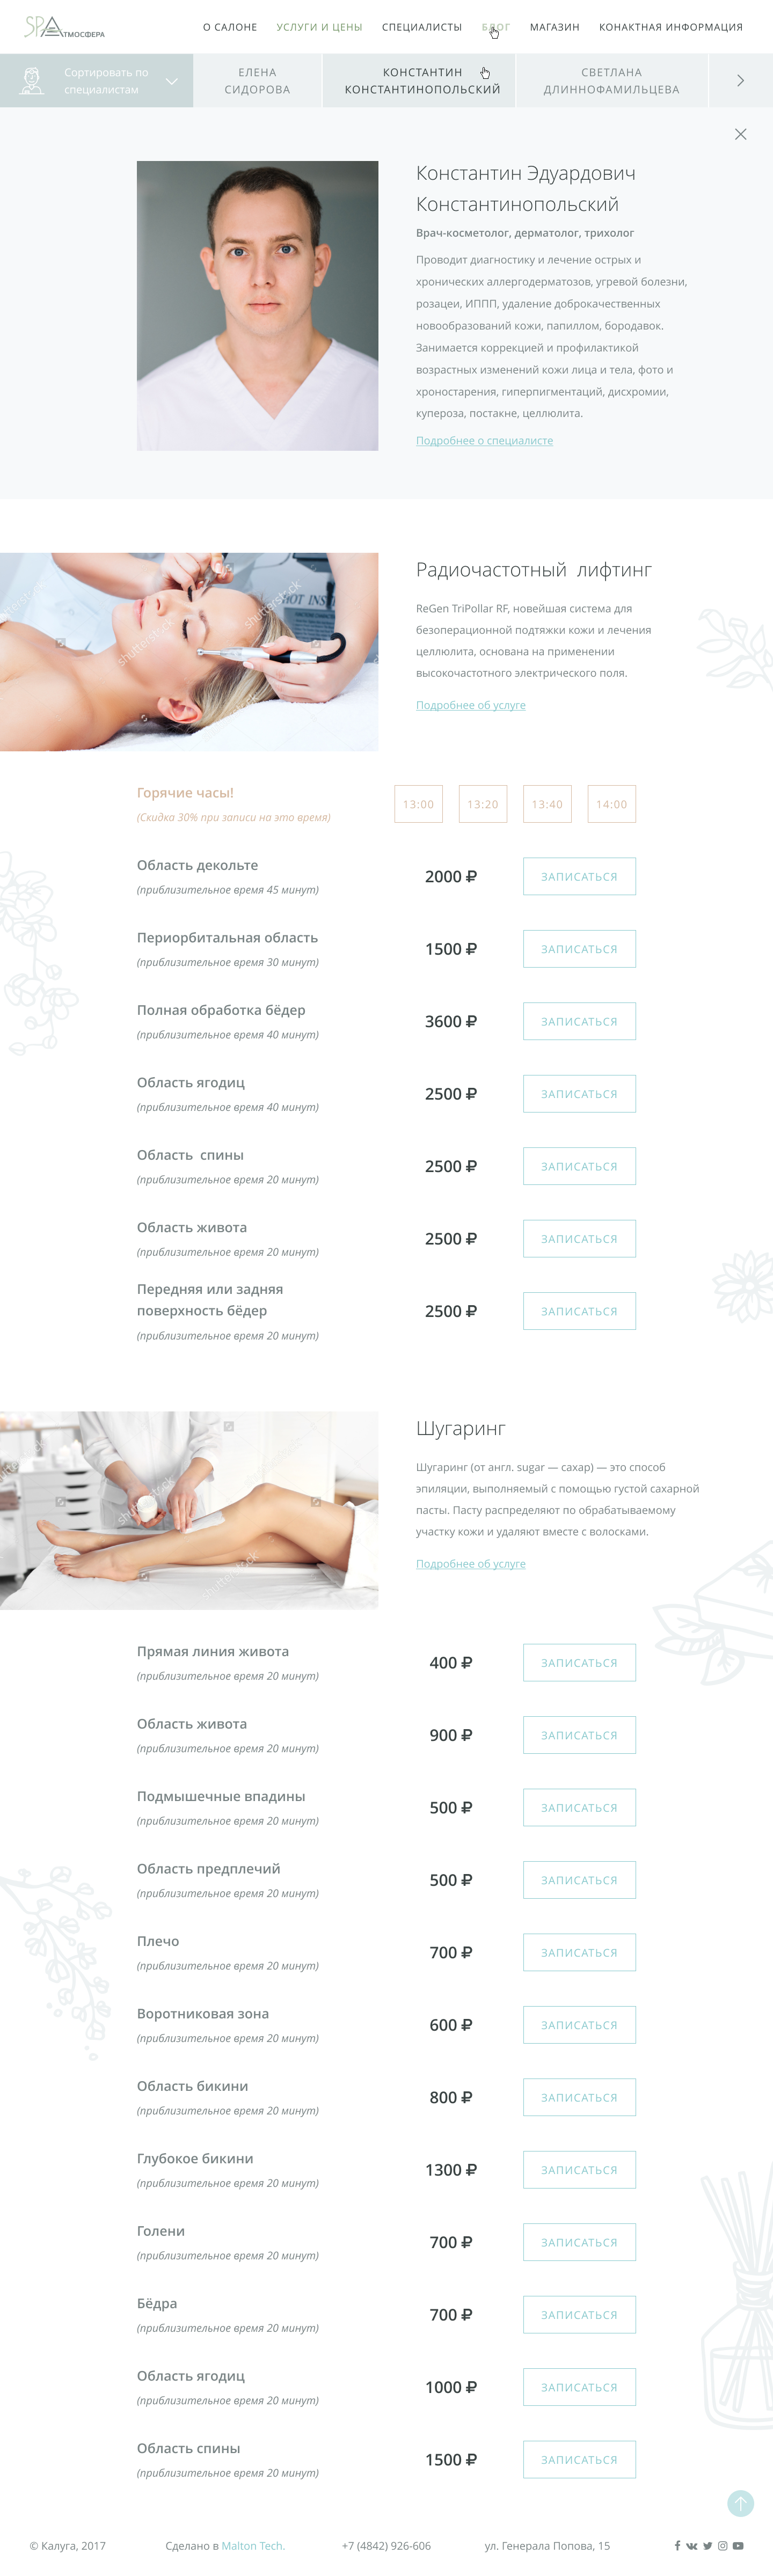 SPA
тмосфера
О САЛОНЕ УСЛУГИ И ЦЕНЫ СПЕЦИАЛИСТЫ БЛОГ МАГАЗИН КОНАКТНАЯ ИНФОРМАЦИЯ
Сортировать по
специалистам
ЕЛЕНА
СИДОРОВА
КОНСТАНТИН
КОНСТАНТИНОПОЛЬСКИЙ
СВЕТЛАНА
ДЛИННОФАМИЛЬЦЕВА
Константин Эдуардович
Константинопольский
Врач-косметолог, дерматолог, трихолог
Проводит диагностику и лечение острых и
хронических аллергодерматозов, угревой болезни,
розацеи, ИППП, удаление доброкачественных
новообразований кожи, папиллом, бородавок.
Занимается коррекцией и профилактикой
возрастных изменений кожи лица и тела, фото и
хроностарения, гиперпигментаций, дисхромии,
купероза, постакне, целлюлита.
Подробнее о специалисте
Радиочастотный лифтинг
ReGen TriPollar RF, новейшая система для
безоперационной подтяжки кожи и лечения
целлюлита, основана на применении
высокочастотного электрического поля.
Подробнее об услуге
Горячие часы!
(Скидка 30% при записи на это время)
13:00 13:20 13:40 14:00
Область декольте
(приблизительное время 45 минут)
2000 ₽ ЗАПИСАТЬСЯ
Периорбитальная область
(приблизительное время 30 минут)
1500 ₽ ЗАПИСАТЬСЯ
Полная обработка бёдер
(приблизительное время 40 минут)
3600 ₽ ЗАПИСАТЬСЯ
Область ягодиц
(приблизительное время 40 минут)
2500 ₽ ЗАПИСАТЬСЯ
Область спины
(приблизительное время 20 минут)
2500 ₽ ЗАПИСАТЬСЯ
Область живота
(приблизительное время 20 минут)
2500 ₽ ЗАПИСАТЬСЯ
Передняя или задняя
поверхность бёдер
(приблизительное время 20 минут)
2500 ₽ ЗАПИСАТЬСЯ
Шугаринг
Шугаринг (от англ. sugar — сахар) — это способ
эпиляции, выполняемый с помощью густой сахарной
пасты. Пасту распределяют по обрабатываемому
участку кожи и удаляют вместе с волосками.
Подробнее об услуге
Прямая линия живота
(приблизительное время 20 минут)
400 ₽ ЗАПИСАТЬСЯ
Область живота
(приблизительное время 20 минут)
900 ₽ ЗАПИСАТЬСЯ
Подмышечные впадины
(приблизительное время 20 минут)
500 ₽ ЗАПИСАТЬСЯ
Область предплечий
(приблизительное время 20 минут)
500 ₽ ЗАПИСАТЬСЯ
Плечо
(приблизительное время 20 минут)
700 ₽ ЗАПИСАТЬСЯ
Воротниковая зона
(приблизительное время 20 минут)
600 ₽ ЗАПИСАТЬСЯ
Область бикини
(приблизительное время 20 минут)
800 ₽ ЗАПИСАТЬСЯ
Глубокое бикини
(приблизительное время 20 минут)
1300 ₽ ЗАПИСАТЬСЯ
Голени
(приблизительное время 20 минут)
700 ₽ ЗАПИСАТЬСЯ
Бёдра
(приблизительное время 20 минут)
700 ₽ ЗАПИСАТЬСЯ
Область ягодиц
(приблизительное время 20 минут)
1000 ₽ ЗАПИСАТЬСЯ
Область спины
(приблизительное время 20 минут)
1500 ₽ ЗАПИСАТЬСЯ
© Калуга, 2017 Сделано в Malton Tech. +7 (4842) 926-606 ул. Генерала Попова, 15